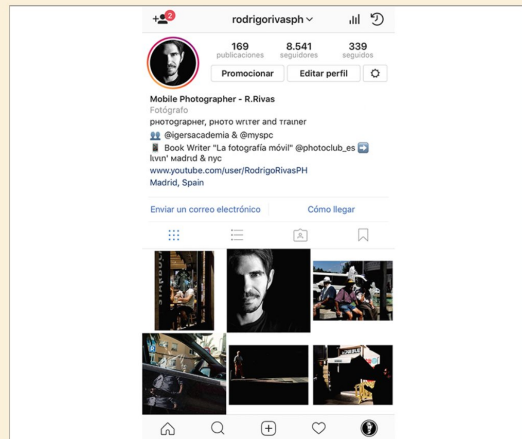 2
rodrigorivasph
169 8.541 339
publicaciones seguidores seguidos
Promocionar Editar perfil
Mobile Photographer - R.Rivas
Fotógrafo
pHotograpHer, pHoto writer and trainer
@igersacademia & @myspc
Book Writer "La fotografía móvil" @photoclub_es
lıvın' мadrıd & nyc
www.youtube.com/user/RodrigoRivasPH
Madrid, Spain
Enviar un correo electrónico Cómo llegar